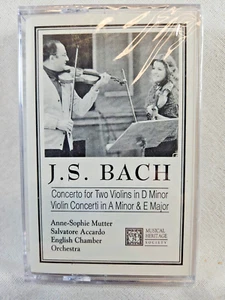 J.S. BACH
Concerto for Two Violins in D Minor
Violin Concerti in A Minor & E Major
Anne-Sophie Mutter
Salvatore Accardo
English Chamber
Orchestra
MUSICAL
HERITAGE
SOCIETY